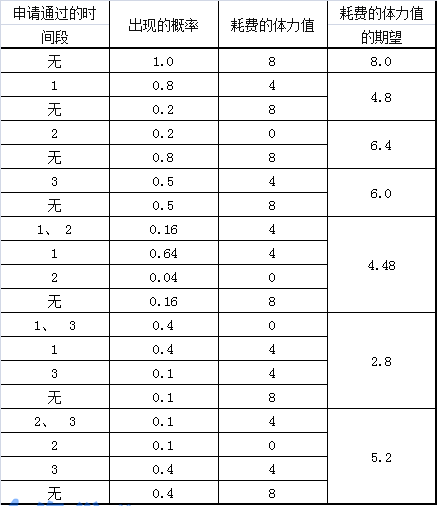 申请通过的时间段 出现的概率 耗费的体力值 耗费的体力值的期望
无 1.0 8 8.0
1 0.8 4 4.8
无 0.2 8
2 0.2 0 6.4
无 0.8 8
3 0.5 4 6.0
无 0.5 8
1、 2 0.16 4 4.48
1 0.64 4
2 0.04 0
无 0.16 8
1、 3 0.4 0 2.8
1 0.4 4
3 0.1 4
无 0.1 8
2、 3 0.1 4 5.2
2 0.1 0
3 0.4 4
无 0.4 8